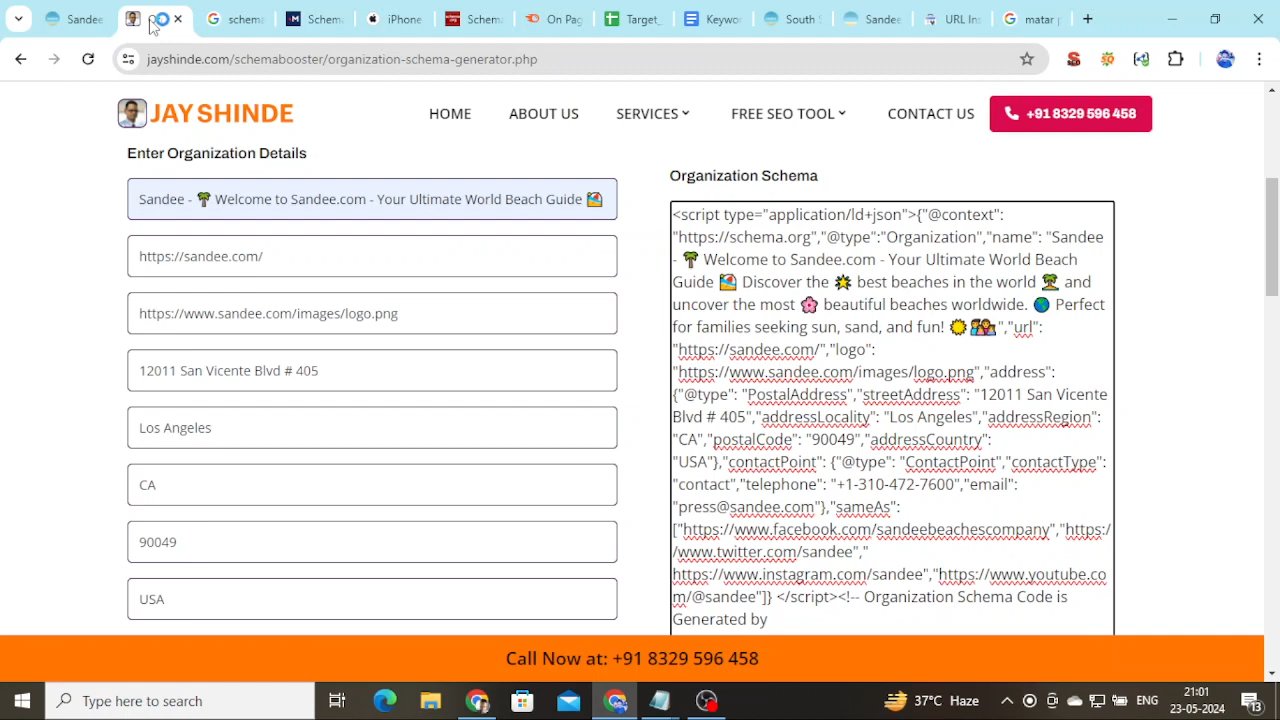 Sandee
schema
Schem
iPhone
Schema
On Pag
Target_
Keywor
South S
Sandee
URL Ins
matar p
jayshinde.com/schemabooster/organization-schema-generator.php
JAY SHINDE
HOME
ABOUT US
SERVICES
FREE SEO TOOL
CONTACT US
+91 8329 596 458
Enter Organization Details
Sandee - 🌴 Welcome to Sandee.com - Your Ultimate World Beach Guide 🏖️
https://sandee.com/
https://www.sandee.com/images/logo.png
12011 San Vicente Blvd # 405
Los Angeles
CA
90049
USA
Organization Schema
<script type="application/ld+json">{"@context":
"https://schema.org","@type":"Organization","name": "Sandee
- 🌴 Welcome to Sandee.com - Your Ultimate World Beach
Guide 🏖️ Discover the 🌟 best beaches in the world 🏝️ and
uncover the most 🌸 beautiful beaches worldwide. 🌎 Perfect
for families seeking sun, sand, and fun! 🌞👨‍👩‍👧","url":
"https://sandee.com/","logo":
"https://www.sandee.com/images/logo.png","address":
{"@type": "PostalAddress","streetAddress": "12011 San Vicente
Blvd # 405","addressLocality": "Los Angeles","addressRegion":
"CA","postalCode": "90049","addressCountry":
"USA"},"contactPoint": {"@type": "ContactPoint","contactType":
"contact","telephone": "+1-310-472-7600","email":
"press@sandee.com"},"sameAs":
["https://www.facebook.com/sandeebeachescompany","https:/
/www.twitter.com/sandee","
https://www.instagram.com/sandee","https://www.youtube.co
m/@sandee"]} </script><!-- Organization Schema Code is
Generated by
Call Now at: +91 8329 596 458
Type here to search
37°C Haze
ENG
21:01
23-05-2024
13